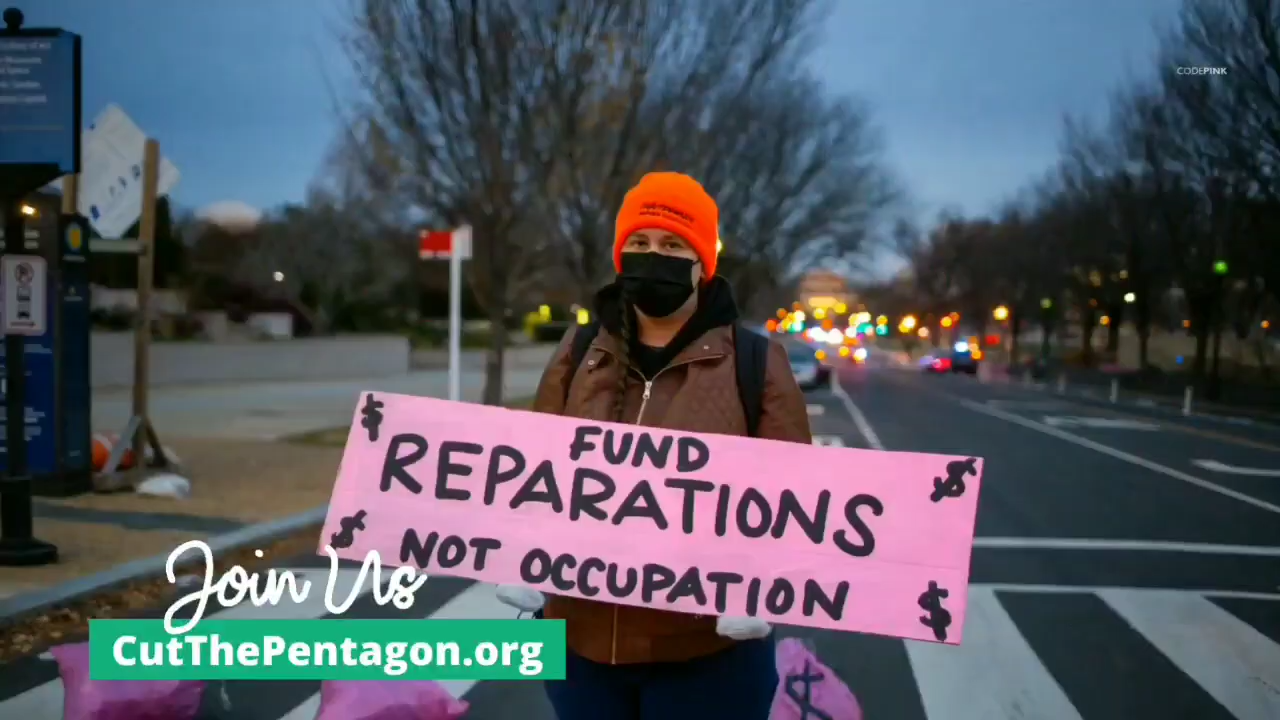 CODEPINK
$ FUND $
REPARATIONS
$ NOT OCCUPATION $
Join Us
CutThePentagon.org
$